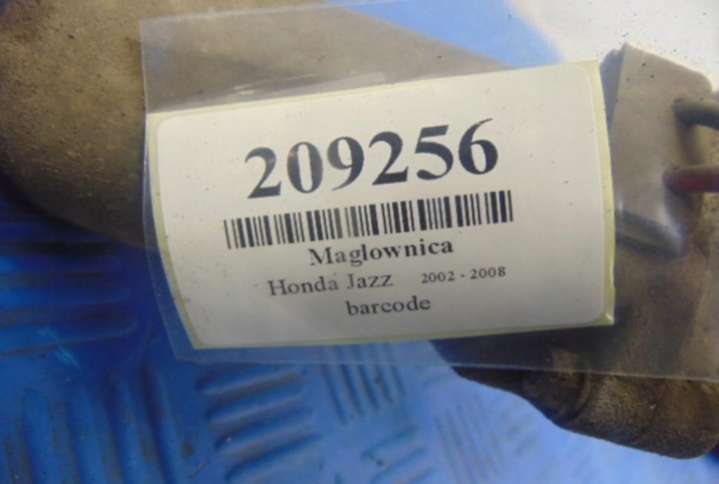 209256
Maglownica
Honda Jazz 2002 - 2008
barcode